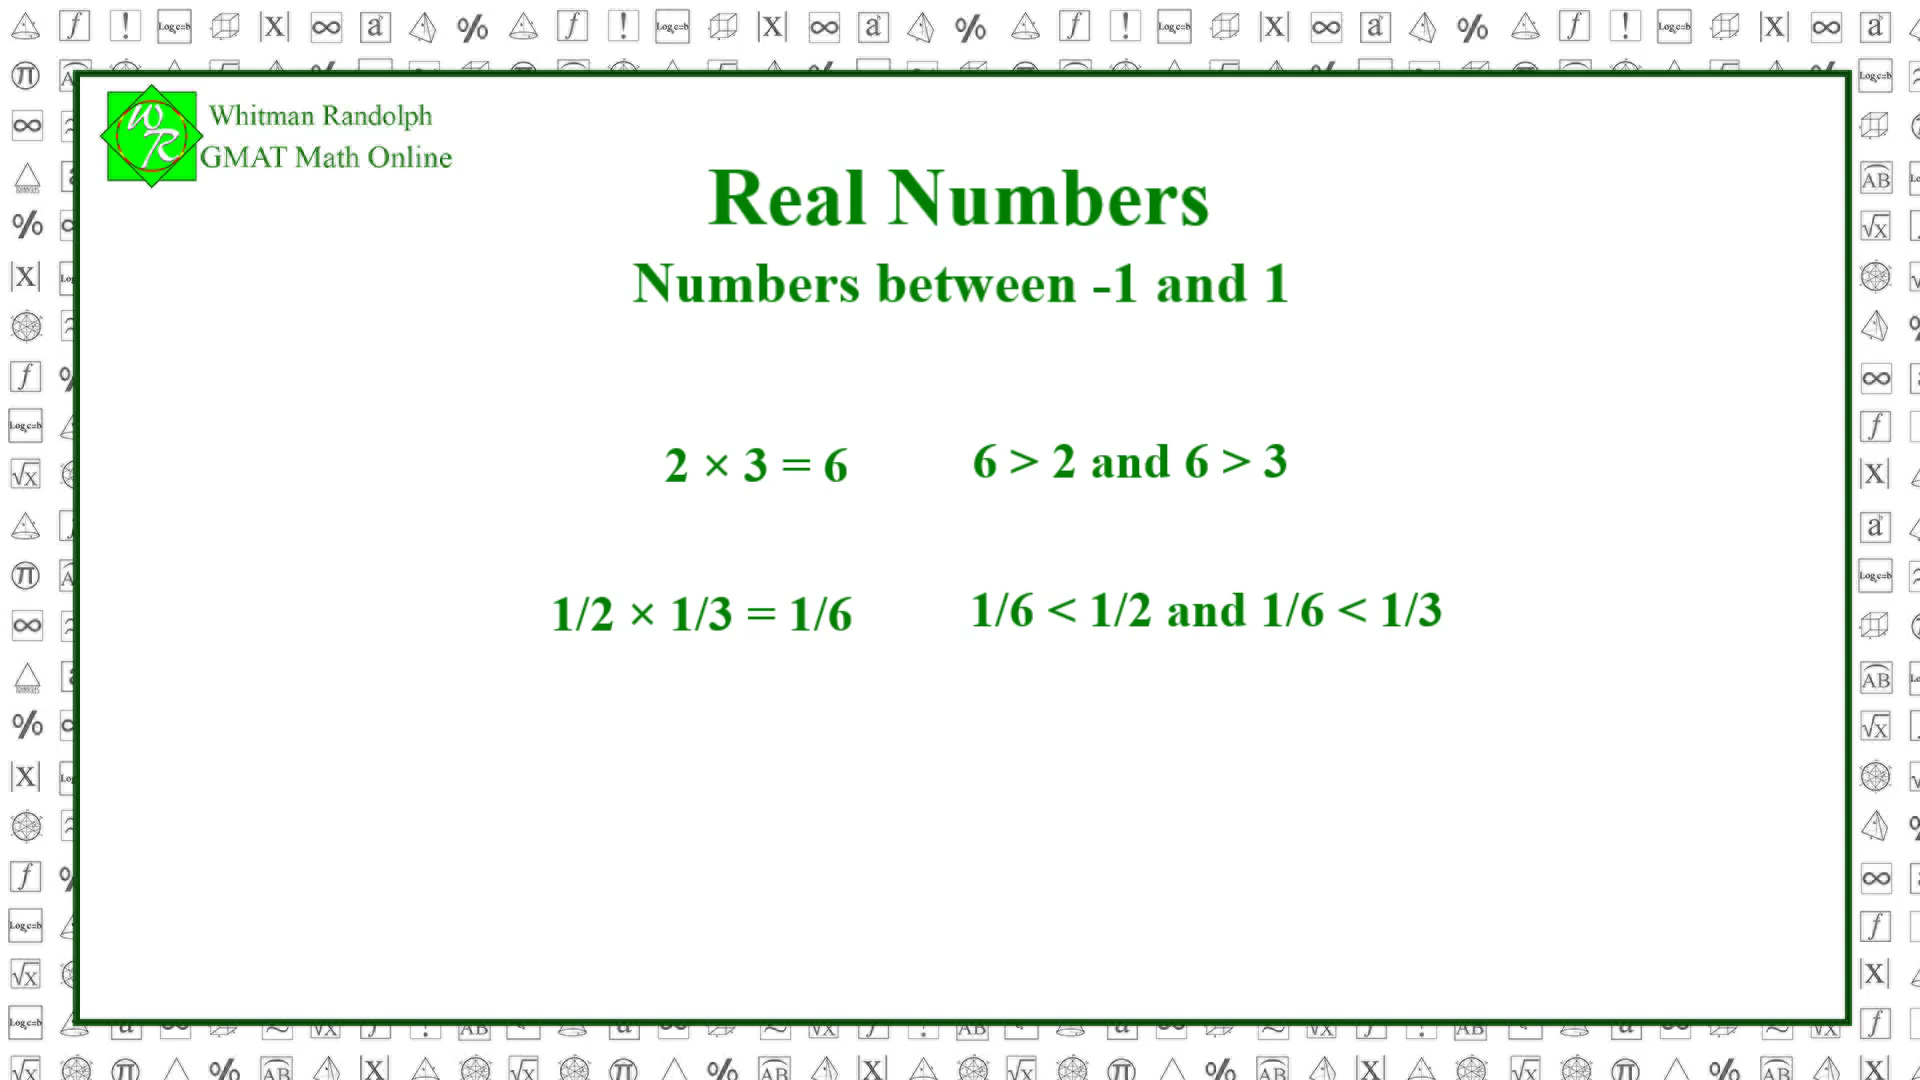 Whitman Randolph
GMAT Math Online
Real Numbers
Numbers between -1 and 1
2 × 3 = 6 6 > 2 and 6 > 3
1/2 × 1/3 = 1/6 1/6 < 1/2 and 1/6 < 1/3